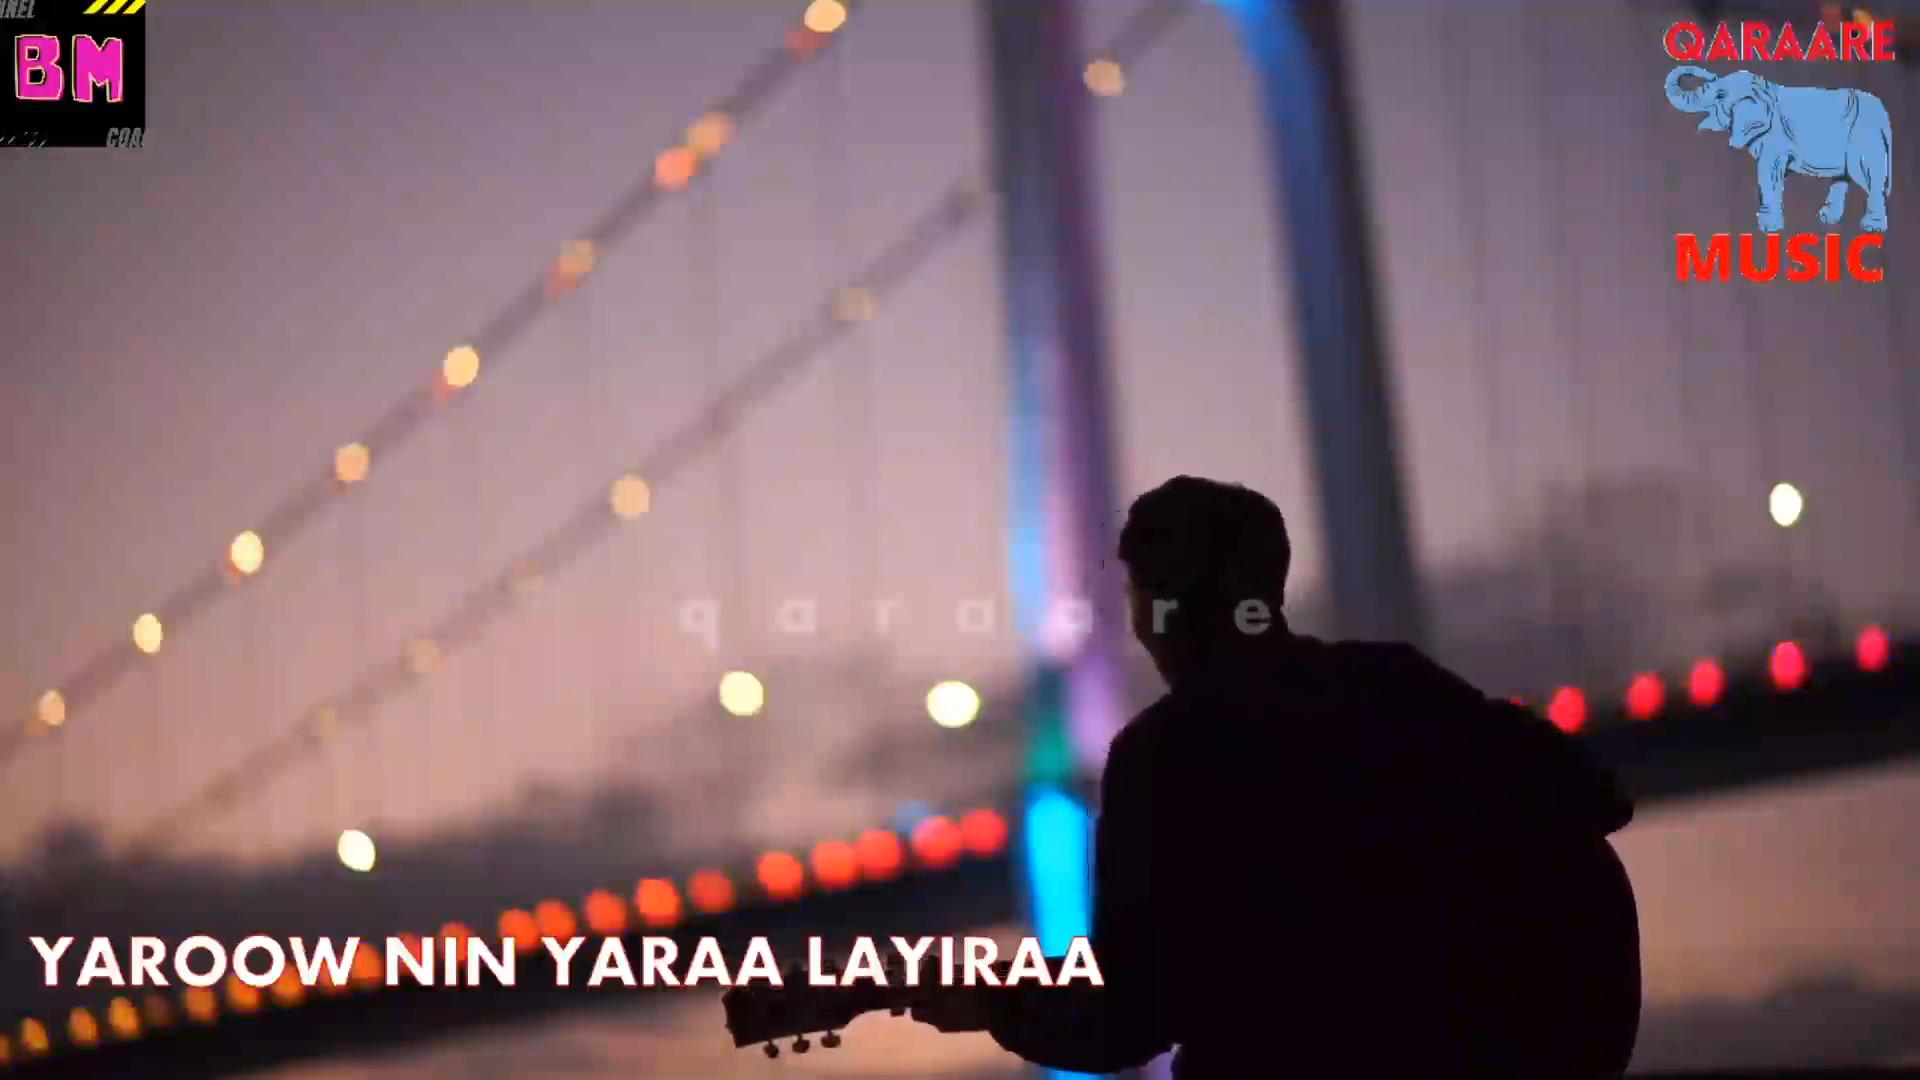 BM
QARAARE
MUSIC
qaraare
YAROOW NIN YARAA LAYIRAA